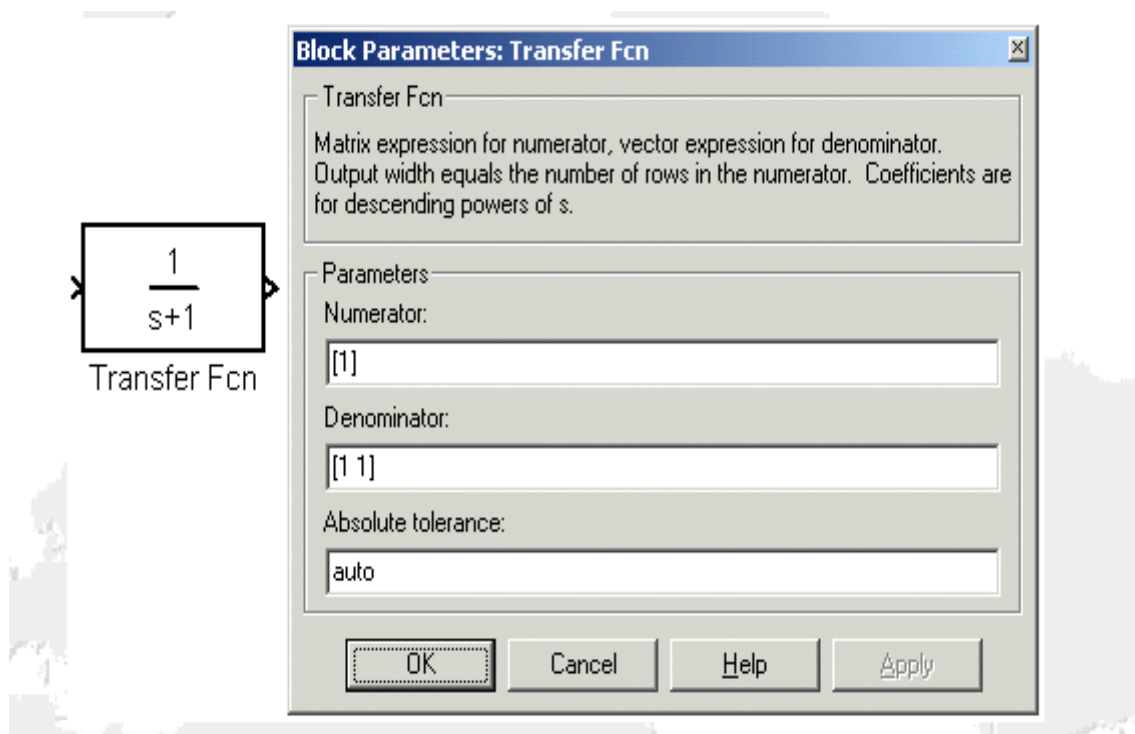 Block Parameters: Transfer Fcn
Transfer Fcn
Matrix expression for numerator, vector expression for denominator.
Output width equals the number of rows in the numerator.  Coefficients are
for descending powers of s.
1
s+1
Transfer Fcn
Parameters
Numerator:
[1]
Denominator:
[1 1]
Absolute tolerance:
auto
OK
Cancel
Help
Apply